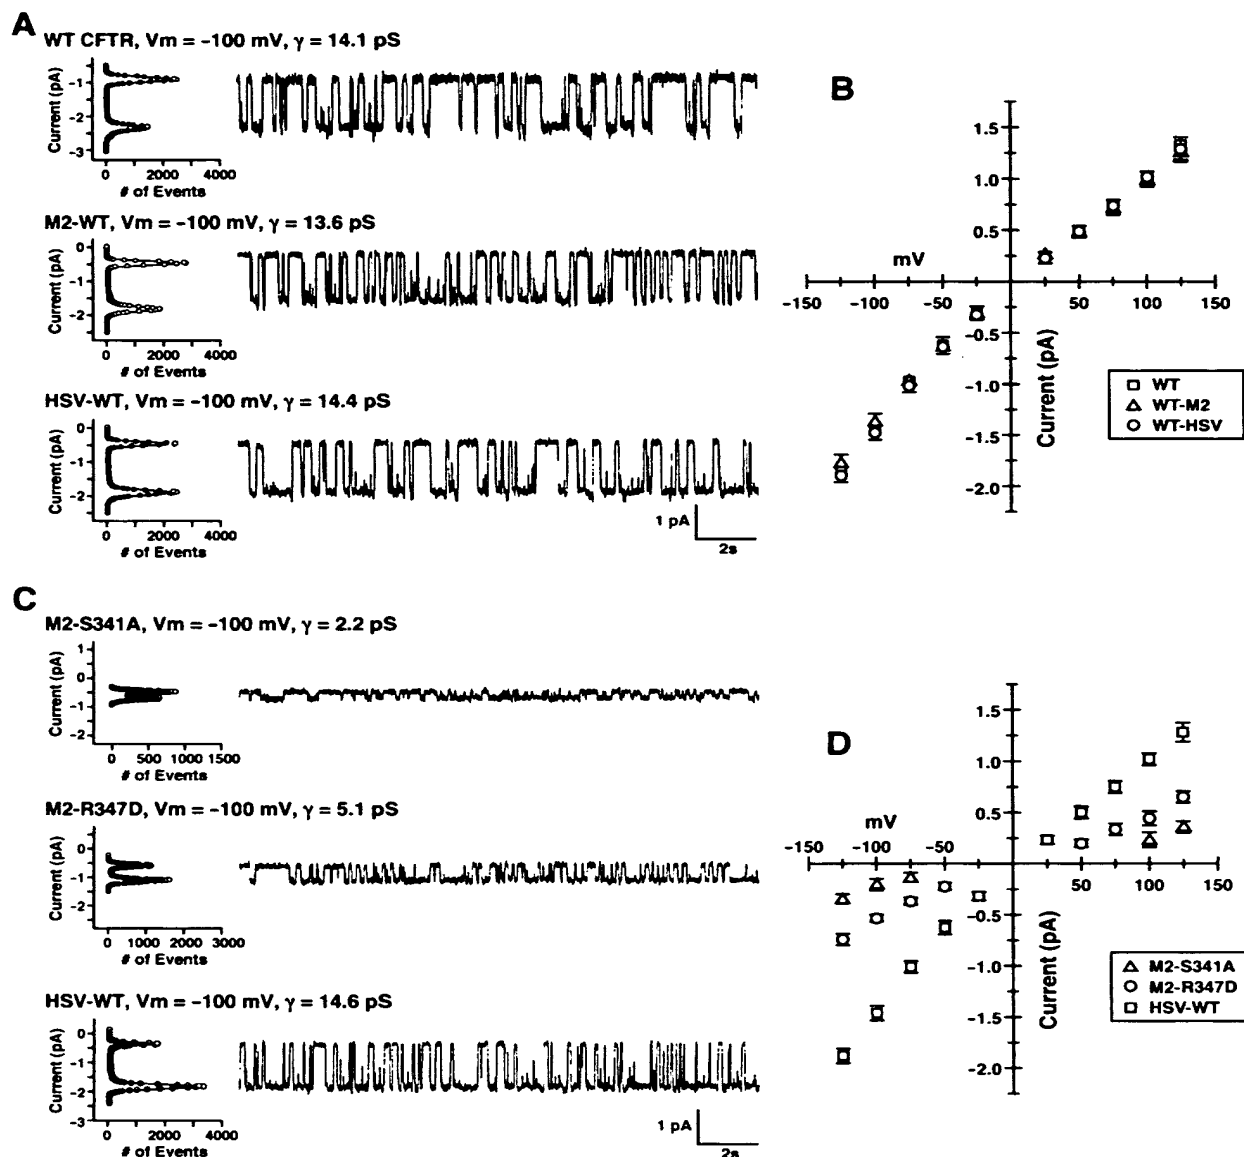 A
WT CFTR, Vm = -100 mV, γ = 14.1 pS
Current (pA)
-1
-2
-3
0 2000 4000
# of Events
M2-WT, Vm = -100 mV, γ = 13.6 pS
Current (pA)
0
-1
-2
0 2000 4000
# of Events
HSV-WT, Vm = -100 mV, γ = 14.4 pS
Current (pA)
0
-1
-2
0 2000 4000
# of Events
1 pA
2s
B
1.5
1.0
0.5
mV
-150 -100 -50
50 100 150
-0.5
-1.0
-1.5
-2.0
Current (pA)
WT
WT-M2
WT-HSV
C
M2-S341A, Vm = -100 mV, γ = 2.2 pS
Current (pA)
1
0
-1
-2
0 500 1000 1500
# of Events
M2-R347D, Vm = -100 mV, γ = 5.1 pS
Current (pA)
0
-1
-2
0 1000 2000 3000
# of Events
HSV-WT, Vm = -100 mV, γ = 14.6 pS
Current (pA)
0
-1
-2
-3
0 2000 4000
# of Events
1 pA
2s
D
1.5
1.0
0.5
mV
-150 -100 -50
50 100 150
-0.5
-1.0
-1.5
-2.0
Current (pA)
M2-S341A
M2-R347D
HSV-WT